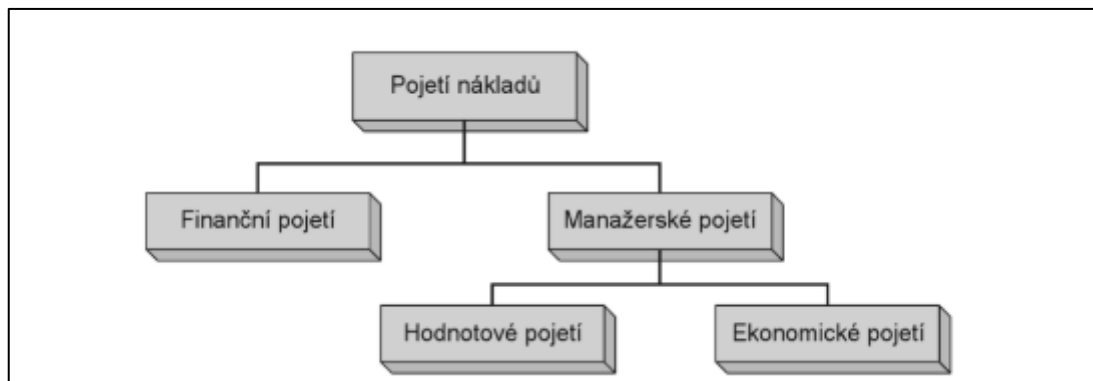 Pojetí nákladů
Finanční pojetí
Manažerské pojetí
Hodnotové pojetí
Ekonomické pojetí